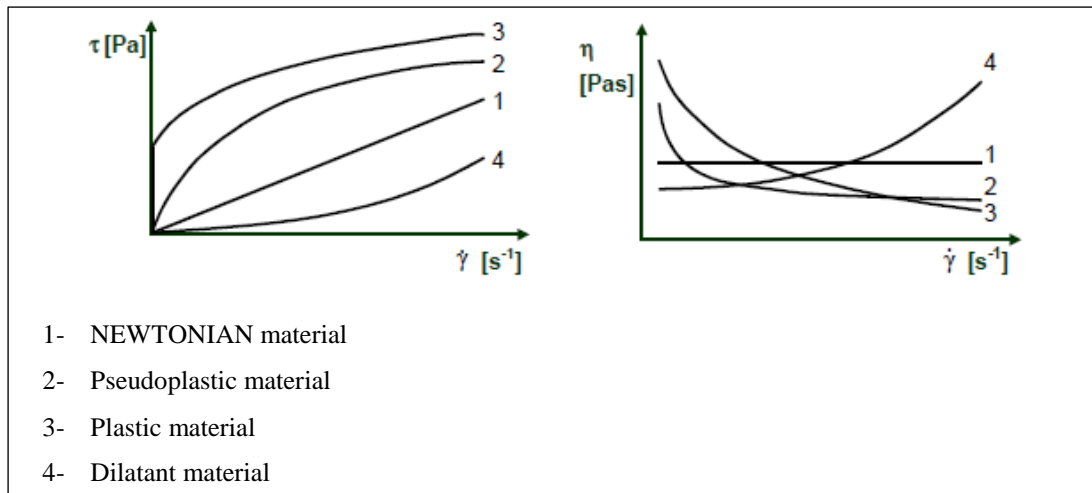 τ [Pa]
3
2
1
4
γ̇ [s⁻¹]
η
[Pas]
4
1
2
3
γ̇ [s⁻¹]
1- NEWTONIAN material
2- Pseudoplastic material
3- Plastic material
4- Dilatant material